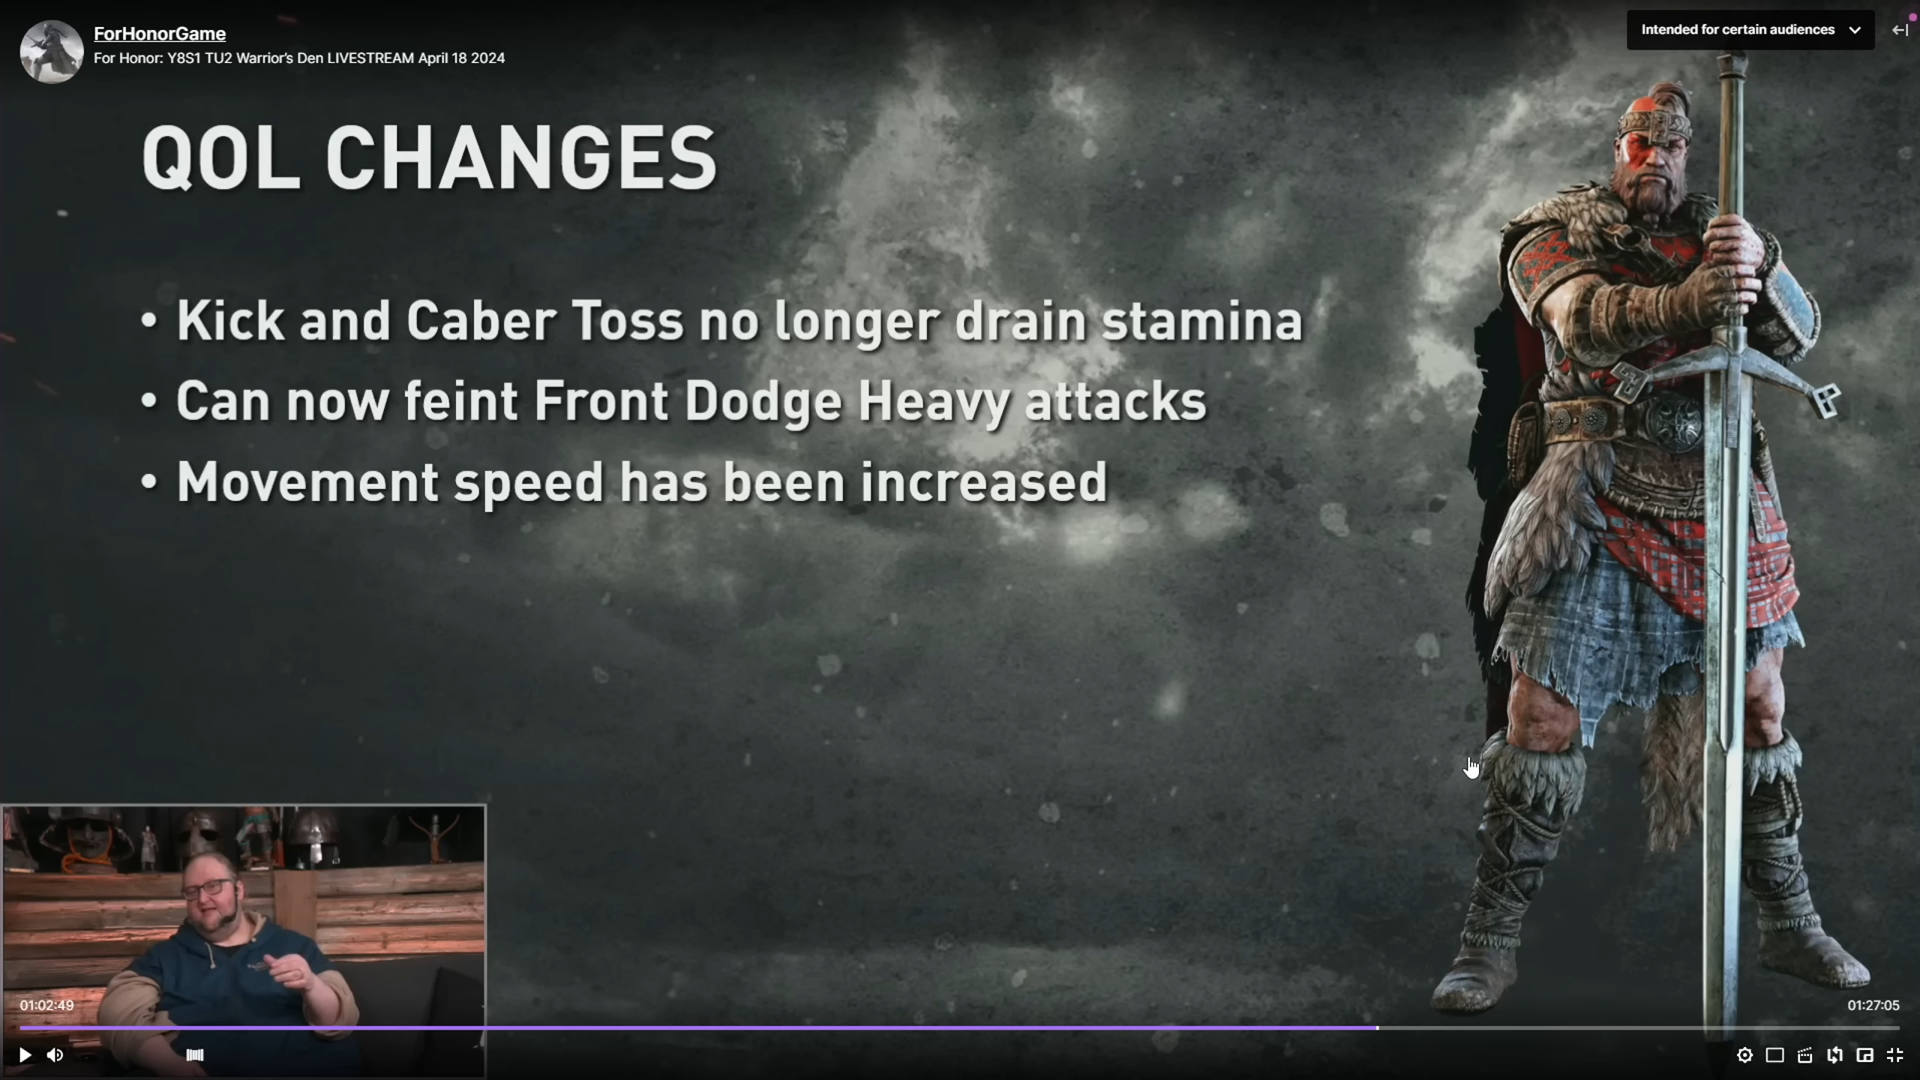 ForHonorGame
For Honor: Y8S1 TU2 Warrior's Den LIVESTREAM April 18 2024
Intended for certain audiences
QOL CHANGES
• Kick and Caber Toss no longer drain stamina
• Can now feint Front Dodge Heavy attacks
• Movement speed has been increased
01:02:49
01:27:05